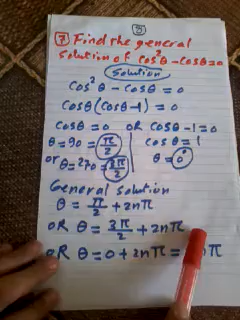 ③
⑦ Find the general
solution of cos²θ - cosθ = 0
Solution
cos²θ - cosθ = 0
cosθ(cosθ-1) = 0
cosθ = 0 OR cosθ-1 = 0
θ = 90 = π/2 cosθ = 1
or θ = 270 = 3π/2 θ = 0°
General solution
θ = π/2 + 2nπ
OR θ = 3π/2 + 2nπ
OR θ = 0 + 2nπ = nπ